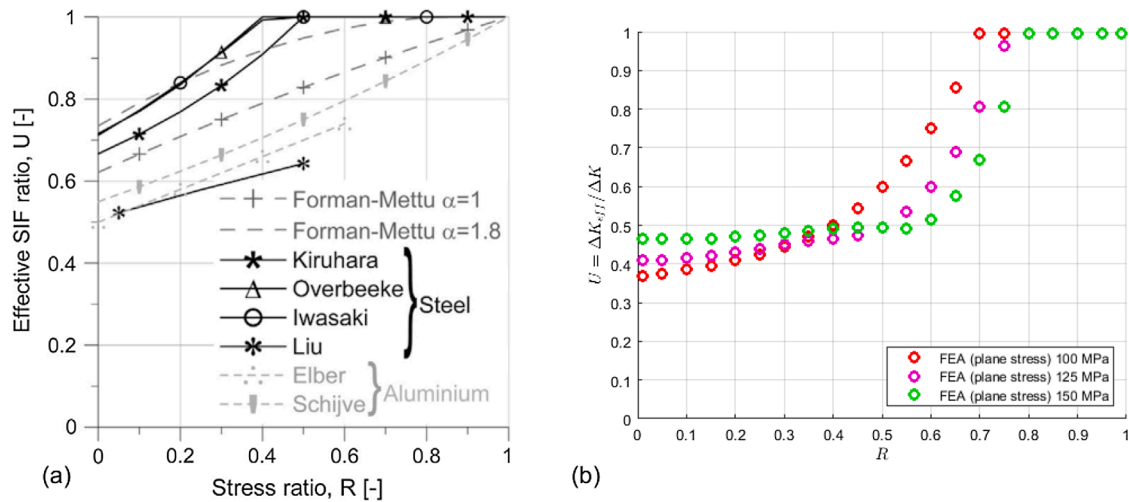 1
0.8
0.6
0.4
0.2
0
Effective SIF ratio, U [-]
Forman-Mettu α=1
Forman-Mettu α=1.8
Kiruhara
Overbeeke
Iwasaki
Liu
Steel
Elber
Schijve
Aluminium
0 0.2 0.4 0.6 0.8 1
(a) Stress ratio, R [-]
1
0.9
0.8
0.7
0.6
0.5
0.4
0.3
0.2
0.1
0
U = ΔK_eff/ΔK
FEA (plane stress) 100 MPa
FEA (plane stress) 125 MPa
FEA (plane stress) 150 MPa
0 0.1 0.2 0.3 0.4 0.5 0.6 0.7 0.8 0.9 1
(b) R